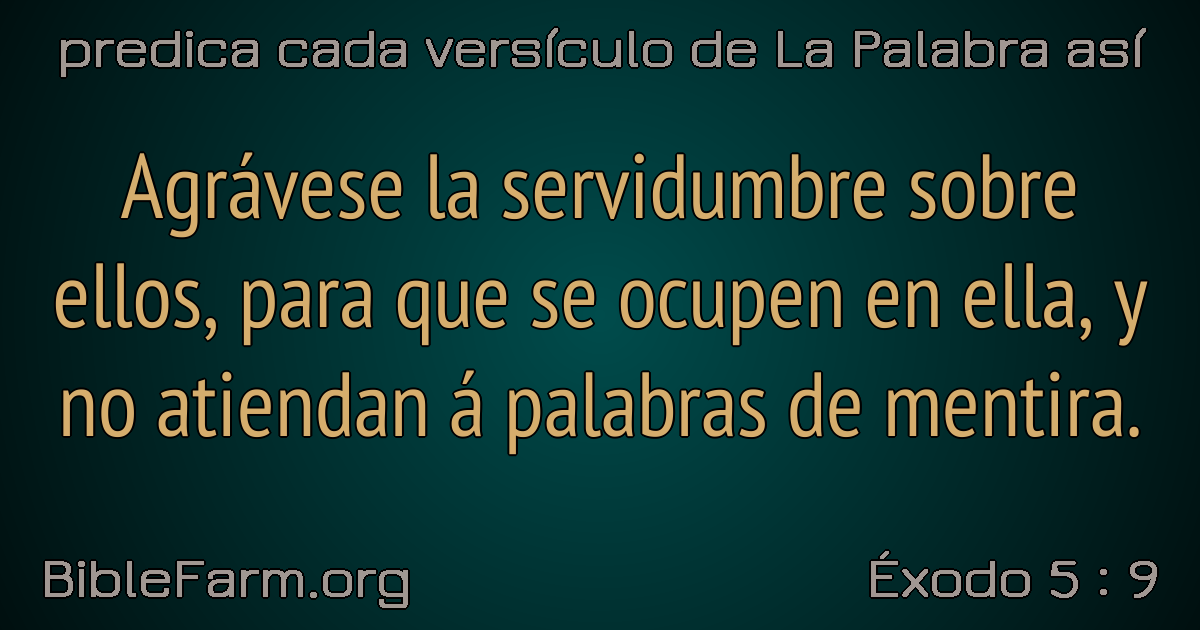 predica cada versículo de La Palabra así
Agrávese la servidumbre sobre
ellos, para que se ocupen en ella, y
no atiendan á palabras de mentira.
BibleFarm.org
Éxodo 5 : 9